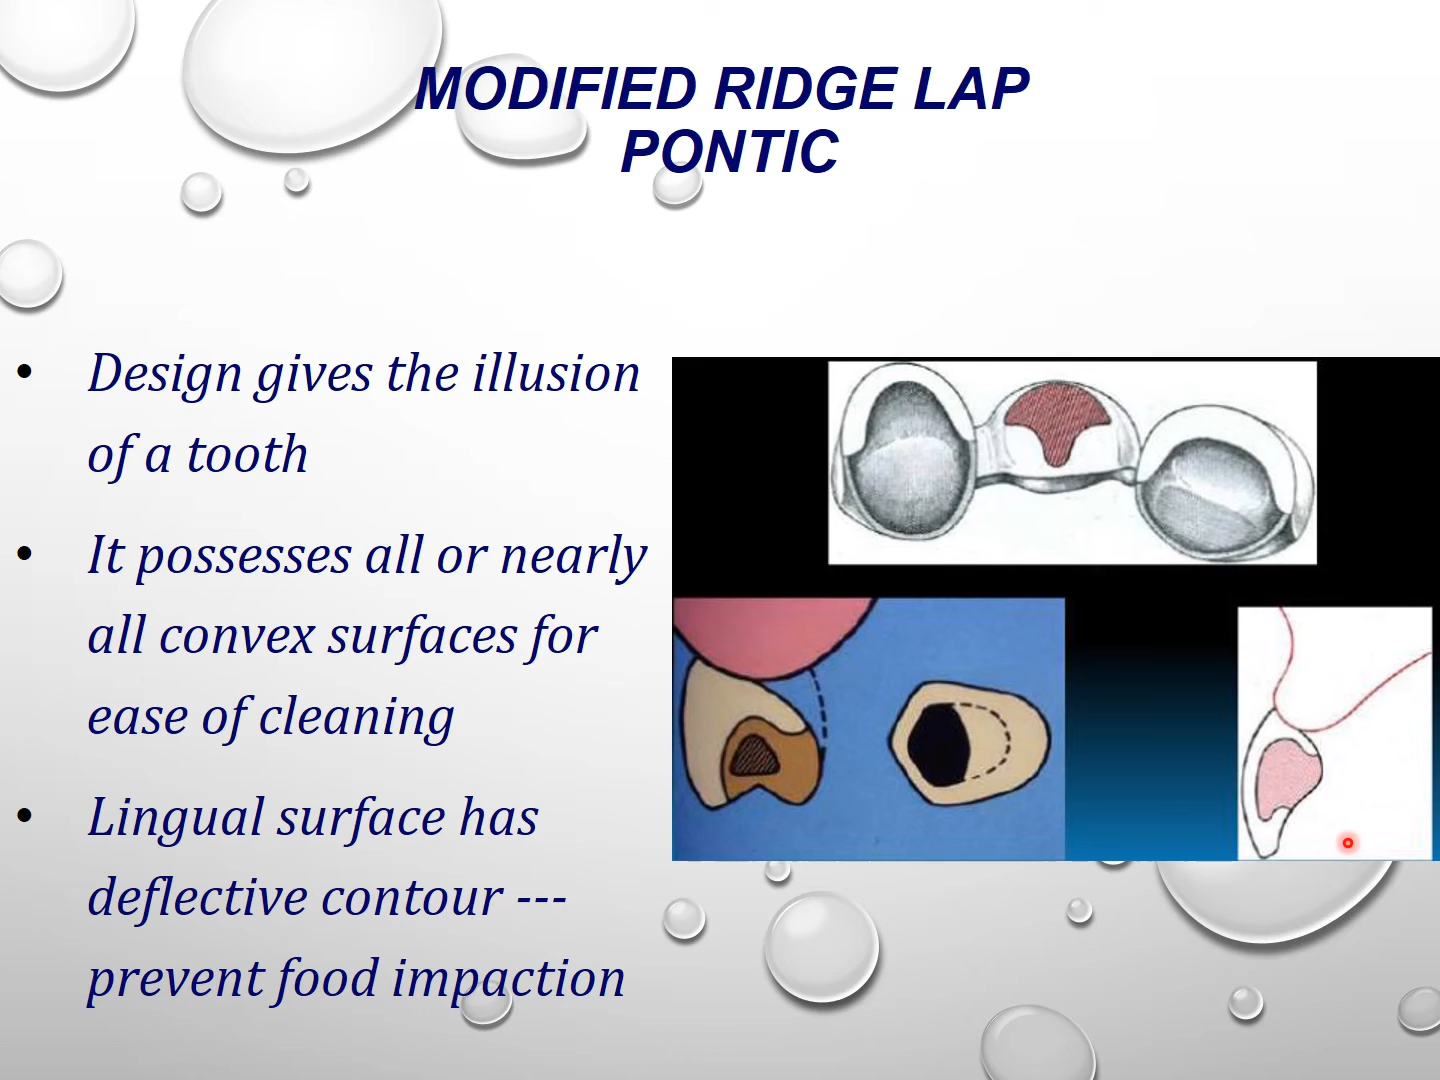 MODIFIED RIDGE LAP
PONTIC
• Design gives the illusion
of a tooth
• It possesses all or nearly
all convex surfaces for
ease of cleaning
• Lingual surface has
deflective contour ---
prevent food impaction